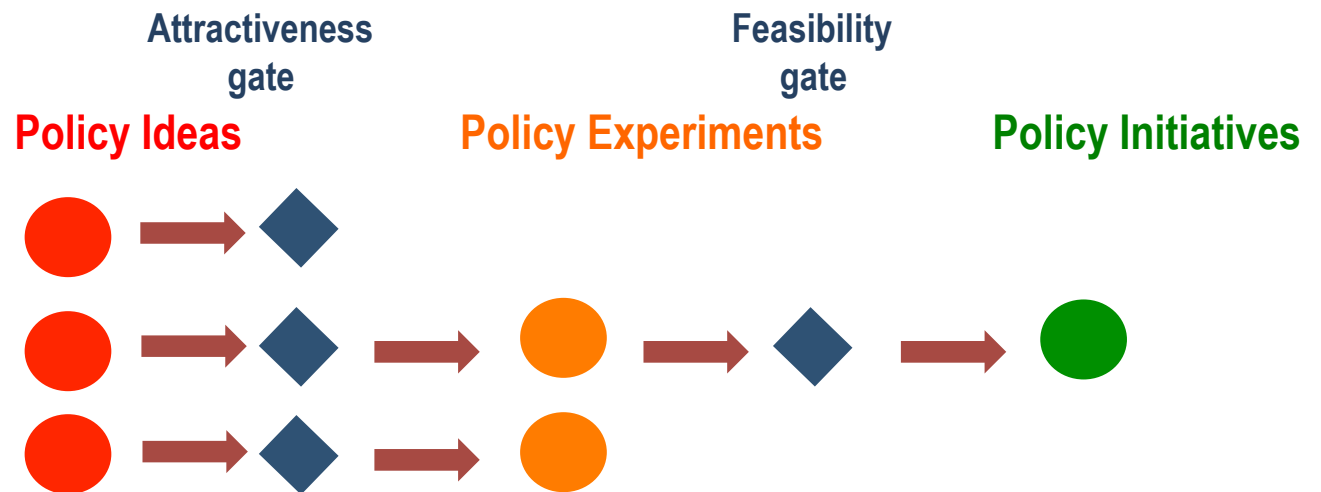 Attractiveness
gate
Feasibility
gate
Policy Ideas
Policy Experiments
Policy Initiatives